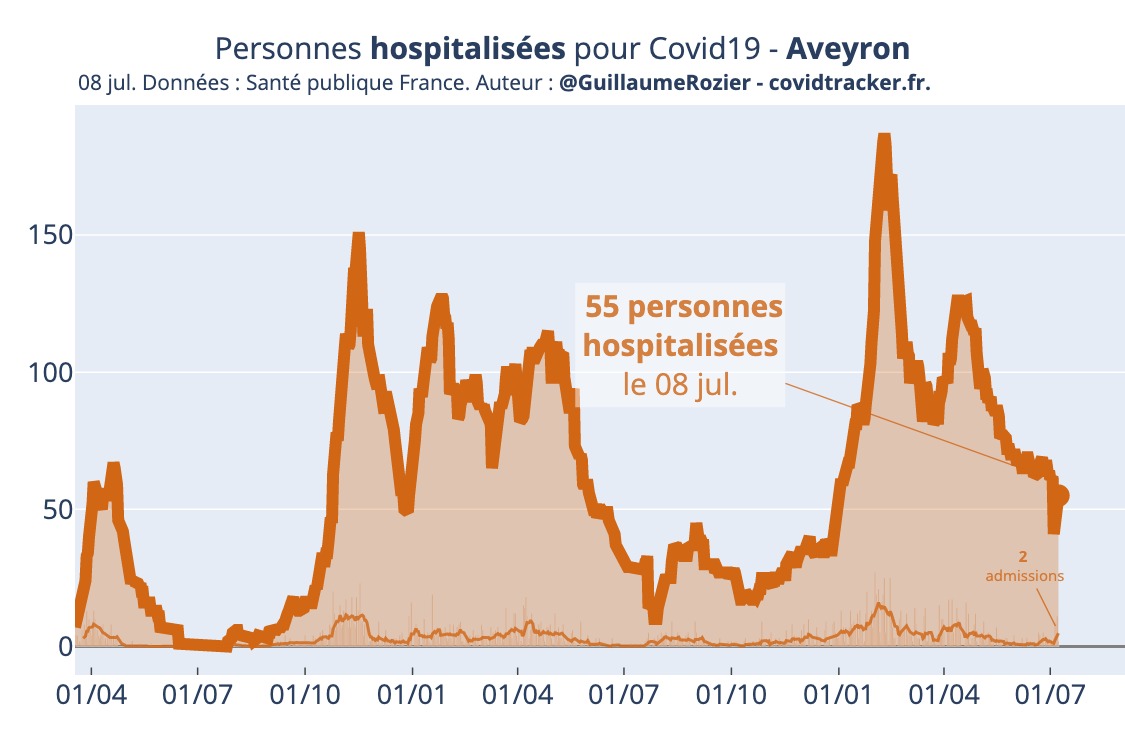 Personnes hospitalisées pour Covid19 - Aveyron
08 jul. Données : Santé publique France. Auteur : @GuillaumeRozier - covidtracker.fr.
150
100
50
0
55 personnes
hospitalisées
le 08 jul.
2
admissions
01/04 01/07 01/10 01/01 01/04 01/07 01/10 01/01 01/04 01/07